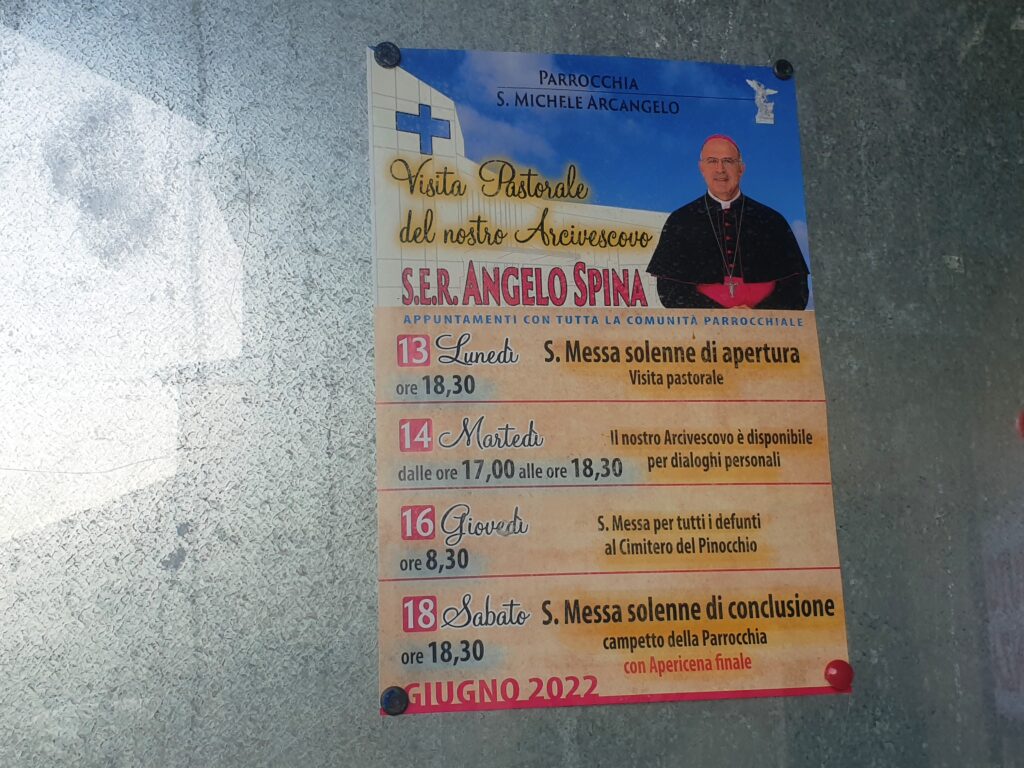 PARROCCHIA
S. MICHELE ARCANGELO
Visita Pastorale
del nostro Arcivescovo
S.E.R. ANGELO SPINA
APPUNTAMENTI CON TUTTA LA COMUNITÀ PARROCCHIALE
13 Lunedì S. Messa solenne di apertura
ore 18,30 Visita pastorale
14 Martedì Il nostro Arcivescovo è disponibile
dalle ore 17,00 alle ore 18,30 per dialoghi personali
16 Giovedì S. Messa per tutti i defunti
ore 8,30 al Cimitero del Pinocchio
18 Sabato S. Messa solenne di conclusione
ore 18,30 campetto della Parrocchia
con Apericena finale
GIUGNO 2022